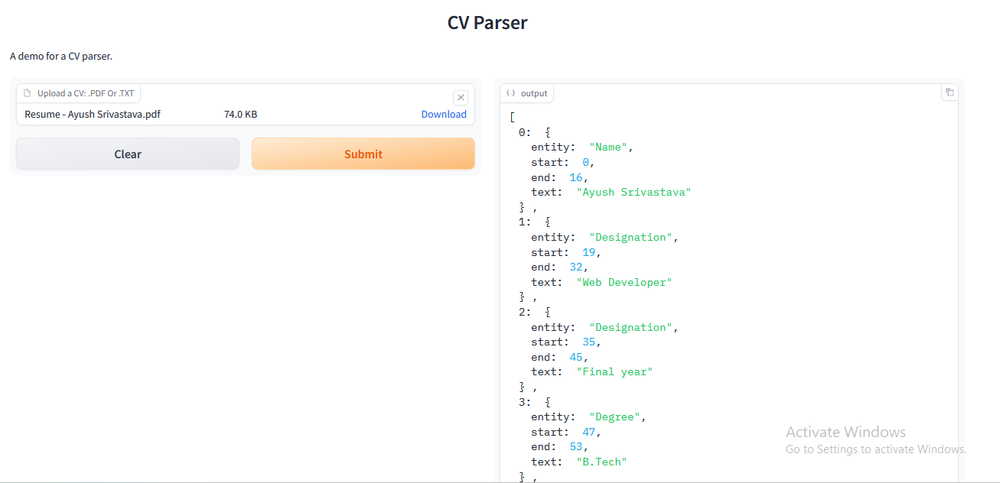 CV Parser
A demo for a CV parser.
Upload a CV: .PDF Or .TXT
Resume - Ayush Srivastava.pdf 74.0 KB Download
Clear Submit
{·} output
[
0: {
entity: "Name",
start: 0,
end: 16,
text: "Ayush Srivastava"
} ,
1: {
entity: "Designation",
start: 19,
end: 32,
text: "Web Developer"
} ,
2: {
entity: "Designation",
start: 35,
end: 45,
text: "Final year"
} ,
3: {
entity: "Degree",
start: 47,
end: 53,
text: "B.Tech"
} ,
Activate Windows
Go to Settings to activate Windows.